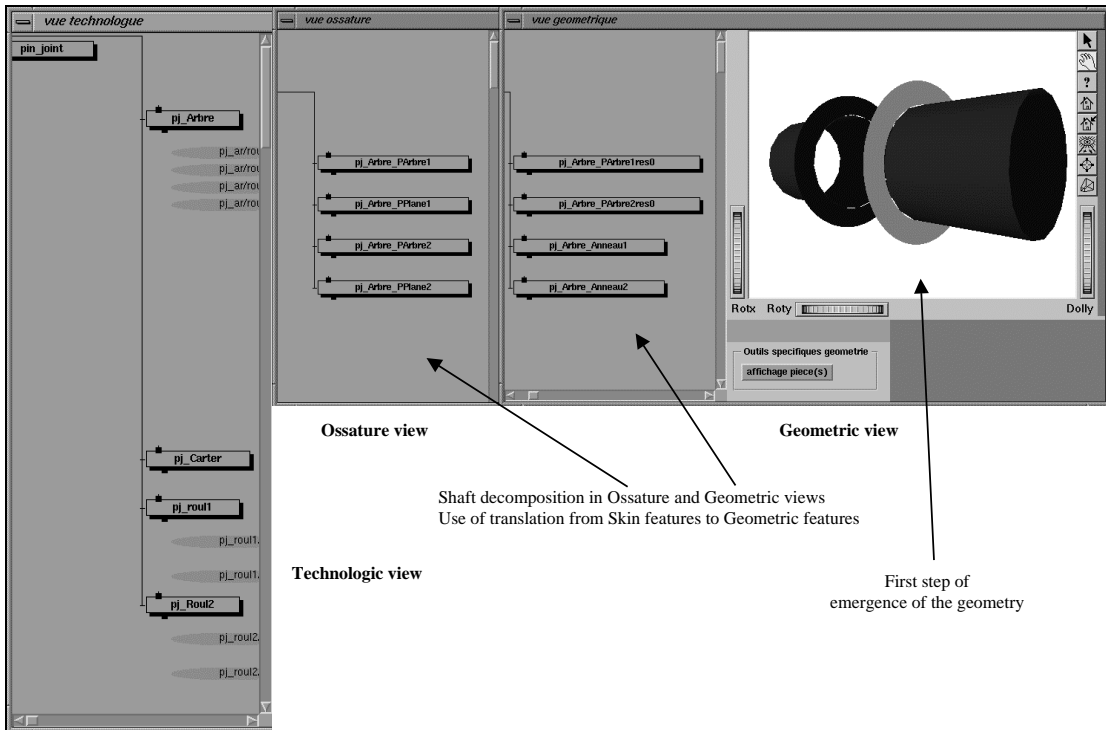 vue technologue
pin_joint
pj_Arbre
pj_ar/rou
pj_ar/rou
pj_ar/rou
pj_ar/rou
pj_Carter
pj_roul1
pj_roul1.
pj_roul1.
pj_Roul2
pj_roul2.
pj_roul2.
vue ossature
pj_Arbre_PArbre1
pj_Arbre_PPlane1
pj_Arbre_PArbre2
pj_Arbre_PPlane2
vue geometrique
pj_Arbre_PArbre1res0
pj_Arbre_PArbre2res0
pj_Arbre_Anneau1
pj_Arbre_Anneau2
?
Rotx Roty Dolly
Outils specifiques geometrie
affichage piece(s)
Ossature view
Geometric view
Shaft decomposition in Ossature and Geometric views
Use of translation from Skin features to Geometric features
Technologic view
First step of
emergence of the geometry